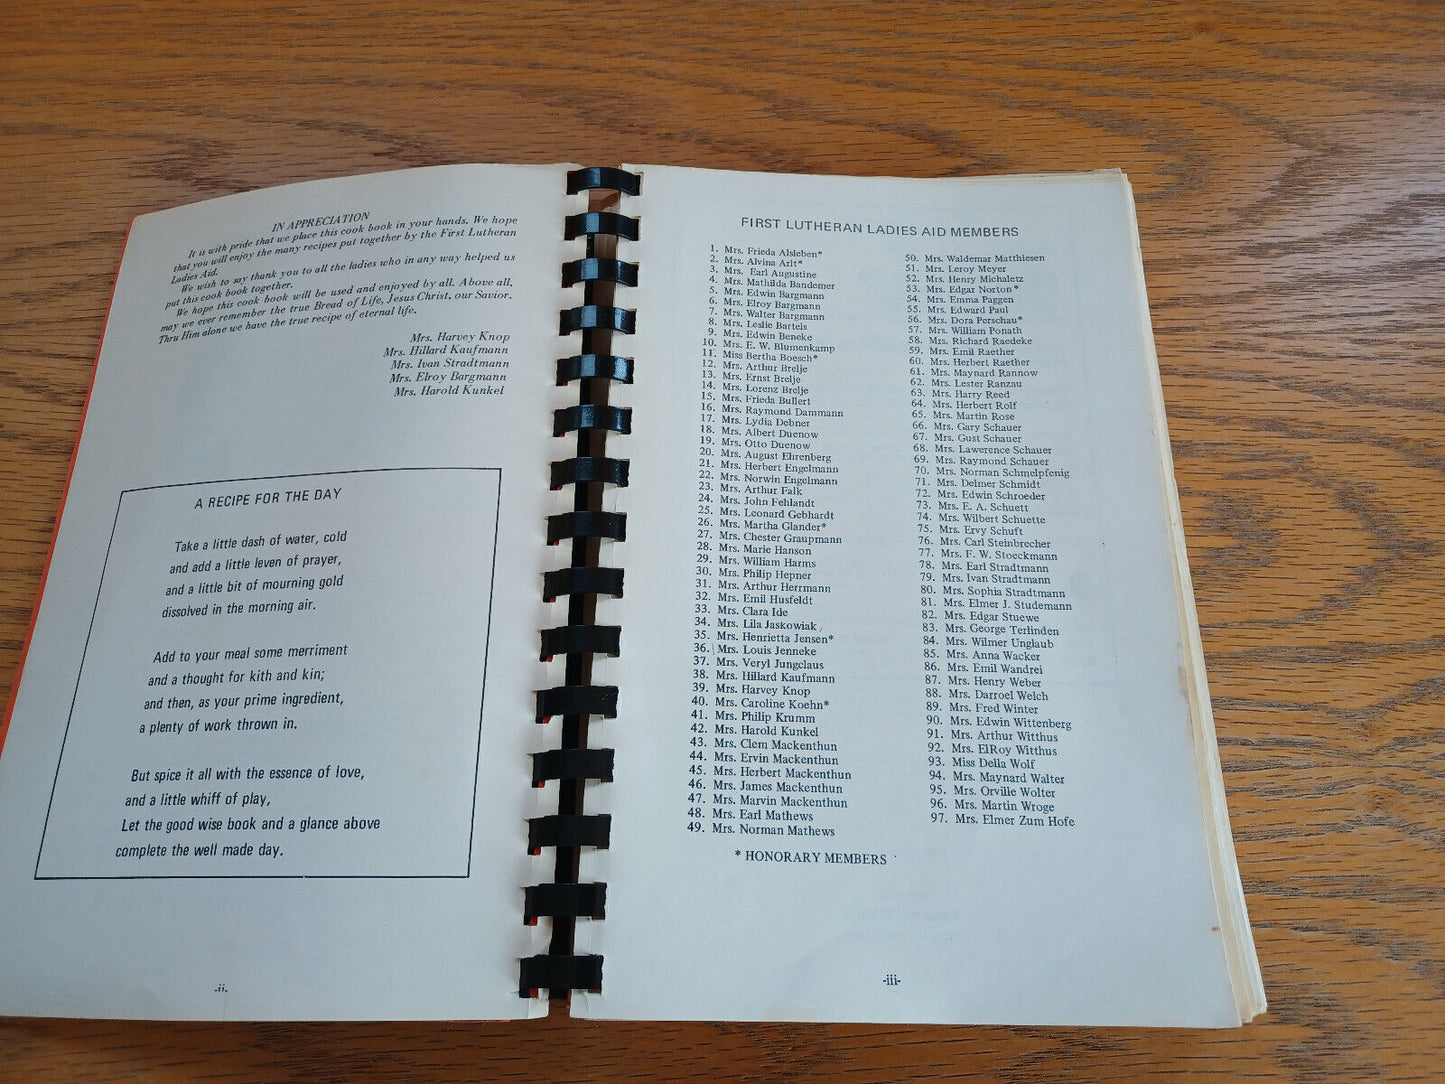 IN APPRECIATION
It is with pride that we place this cook book in your hands. We hope
that you will enjoy the many recipes put together by the First Lutheran
Ladies Aid.
We wish to say thank you to all the ladies who in any way helped us
put this cook book together.
We hope this cook book will be used and enjoyed by all. Above all,
may we ever remember the true Bread of Life, Jesus Christ, our Savior.
Thru Him alone we have the true recipe of eternal life.
Mrs. Harvey Knop
Mrs. Hillard Kaufmann
Mrs. Ivan Stradtmann
Mrs. Elroy Bargmann
Mrs. Harold Kunkel
A RECIPE FOR THE DAY
Take a little dash of water, cold
and add a little leven of prayer,
and a little bit of mourning gold
dissolved in the morning air.
Add to your meal some merriment
and a thought for kith and kin;
and then, as your prime ingredient,
a plenty of work thrown in.
But spice it all with the essence of love,
and a little whiff of play,
Let the good wise book and a glance above
complete the well made day.
-ii-
FIRST LUTHERAN LADIES AID MEMBERS
1. Mrs. Frieda Alsleben*
2. Mrs. Alvina Arlt*
3. Mrs. Earl Augustine
4. Mrs. Mathilda Bandemer
5. Mrs. Edwin Bargmann
6. Mrs. Elroy Bargmann
7. Mrs. Walter Bargmann
8. Mrs. Leslie Bartels
9. Mrs. Edwin Beneke
10. Mrs. E. W. Blumenkamp
11. Miss Bertha Boesch*
12. Mrs. Arthur Brelje
13. Mrs. Ernst Brelje
14. Mrs. Lorenz Brelje
15. Mrs. Frieda Bullert
16. Mrs. Raymond Dammann
17. Mrs. Lydia Debner
18. Mrs. Albert Duenow
19. Mrs. Otto Duenow
20. Mrs. August Ehrenberg
21. Mrs. Herbert Engelmann
22. Mrs. Norwin Engelmann
23. Mrs. Arthur Falk
24. Mrs. John Fehlandt
25. Mrs. Leonard Gebhardt
26. Mrs. Martha Glander*
27. Mrs. Chester Graupmann
28. Mrs. Marie Hanson
29. Mrs. William Harms
30. Mrs. Philip Hepner
31. Mrs. Arthur Herrmann
32. Mrs. Emil Husfeldt
33. Mrs. Clara Ide
34. Mrs. Lila Jaskowiak
35. Mrs. Henrietta Jensen*
36. Mrs. Louis Jenneke
37. Mrs. Veryl Jungclaus
38. Mrs. Hillard Kaufmann
39. Mrs. Harvey Knop
40. Mrs. Caroline Koehn*
41. Mrs. Philip Krumm
42. Mrs. Harold Kunkel
43. Mrs. Clem Mackenthun
44. Mrs. Ervin Mackenthun
45. Mrs. Herbert Mackenthun
46. Mrs. James Mackenthun
47. Mrs. Marvin Mackenthun
48. Mrs. Earl Mathews
49. Mrs. Norman Mathews
50. Mrs. Waldemar Matthiesen
51. Mrs. Leroy Meyer
52. Mrs. Henry Michaletz
53. Mrs. Edgar Norton*
54. Mrs. Emma Paggen
55. Mrs. Edward Paul
56. Mrs. Dora Perschau*
57. Mrs. William Ponath
58. Mrs. Richard Raedeke
59. Mrs. Emil Raether
60. Mrs. Herbert Raether
61. Mrs. Maynard Rannow
62. Mrs. Lester Ranzau
63. Mrs. Harry Reed
64. Mrs. Herbert Rolf
65. Mrs. Martin Rose
66. Mrs. Gary Schauer
67. Mrs. Gust Schauer
68. Mrs. Lawerence Schauer
69. Mrs. Raymond Schauer
70. Mrs. Norman Schmelpfenig
71. Mrs. Delmer Schmidt
72. Mrs. Edwin Schroeder
73. Mrs. E. A. Schuett
74. Mrs. Wilbert Schuette
75. Mrs. Ervy Schuft
76. Mrs. Carl Steinbrecher
77. Mrs. F. W. Stoeckmann
78. Mrs. Earl Stradtmann
79. Mrs. Ivan Stradtmann
80. Mrs. Sophia Stradtmann
81. Mrs. Elmer J. Studemann
82. Mrs. Edgar Stuewe
83. Mrs. George Terlinden
84. Mrs. Wilmer Unglaub
85. Mrs. Anna Wacker
86. Mrs. Emil Wandrei
87. Mrs. Henry Weber
88. Mrs. Darroel Welch
89. Mrs. Fred Winter
90. Mrs. Edwin Wittenberg
91. Mrs. Arthur Witthus
92. Mrs. ElRoy Witthus
93. Miss Della Wolf
94. Mrs. Maynard Walter
95. Mrs. Orville Wolter
96. Mrs. Martin Wroge
97. Mrs. Elmer Zum Hofe
* HONORARY MEMBERS
-iii-